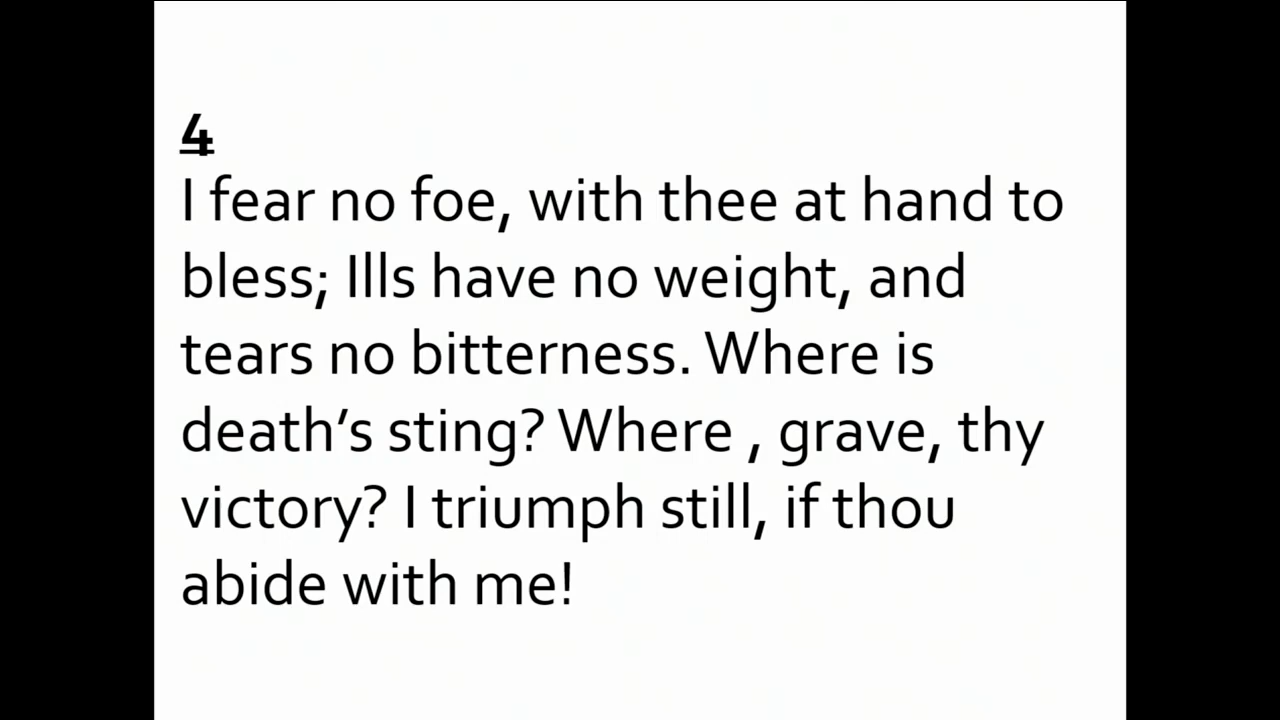 4
I fear no foe, with thee at hand to
bless; Ills have no weight, and
tears no bitterness. Where is
death’s sting? Where , grave, thy
victory? I triumph still, if thou
abide with me!